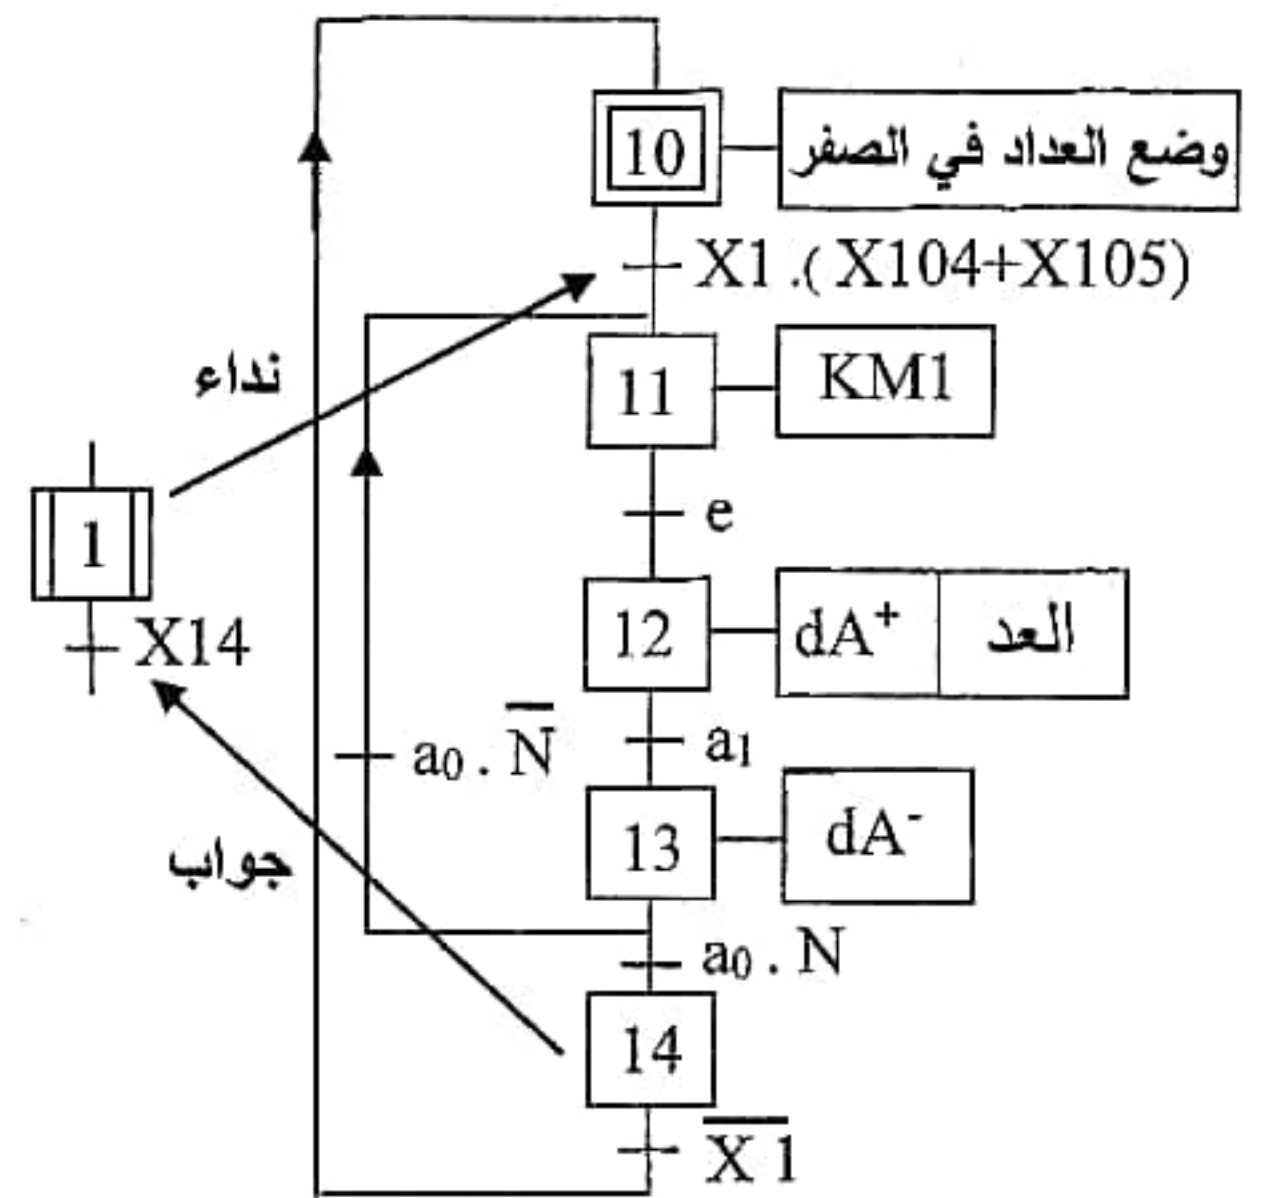 10
وضع العداد في الصفر
X1 .( X104+X105)
نداء
11
KM1
e
1
12
dA⁺
العد
X14
a₀ . N̅
a₁
13
dA⁻
جواب
a₀ . N
14
X̅ 1̅